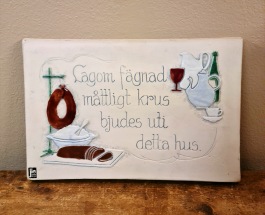 Lagom fägnad
måttligt krus
bjudes uti
detta hus.